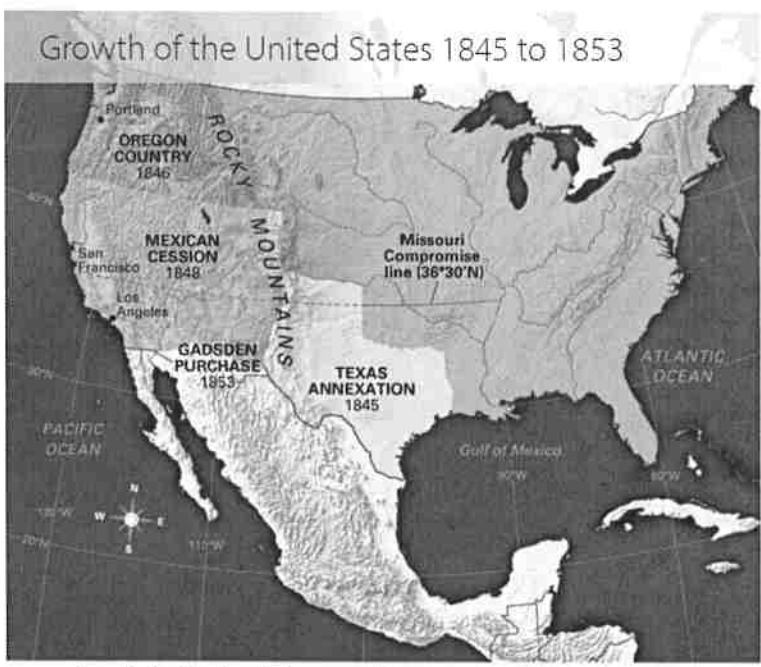 Growth of the United States 1845 to 1853
Portland
OREGON
COUNTRY
1846
ROCKY
MOUNTAINS
40°N
San
Francisco
MEXICAN
CESSION
1848
Missouri
Compromise
line (36°30'N)
Los
Angeles
GADSDEN
PURCHASE
1853
TEXAS
ANNEXATION
1845
ATLANTIC
OCEAN
30°N
PACIFIC
OCEAN
Gulf of Mexico
90°W
80°W
N
W
E
S
20°N
110°W